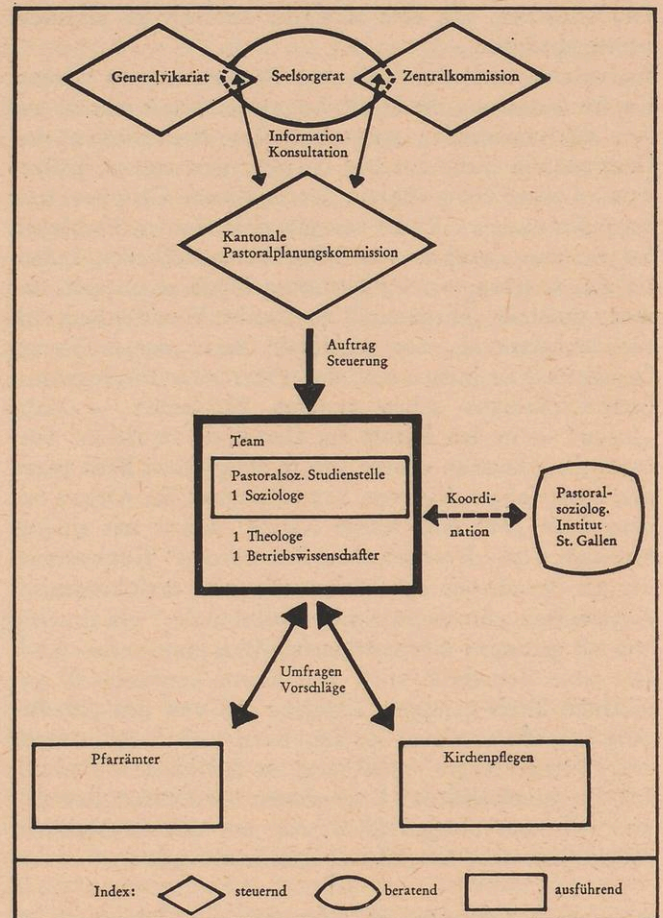 Generalvikariat
Seelsorgerat
Zentralkommission
Information
Konsultation
Kantonale
Pastoralplanungskommission
Auftrag
Steuerung
Team
Pastoralsoz. Studienstelle
1 Soziologe
1 Theologe
1 Betriebswissenschafter
Koordi-
nation
Pastoral-
soziolog.
Institut
St. Gallen
Umfragen
Vorschläge
Pfarrämter
Kirchenpflegen
Index:
steuernd
beratend
ausführend